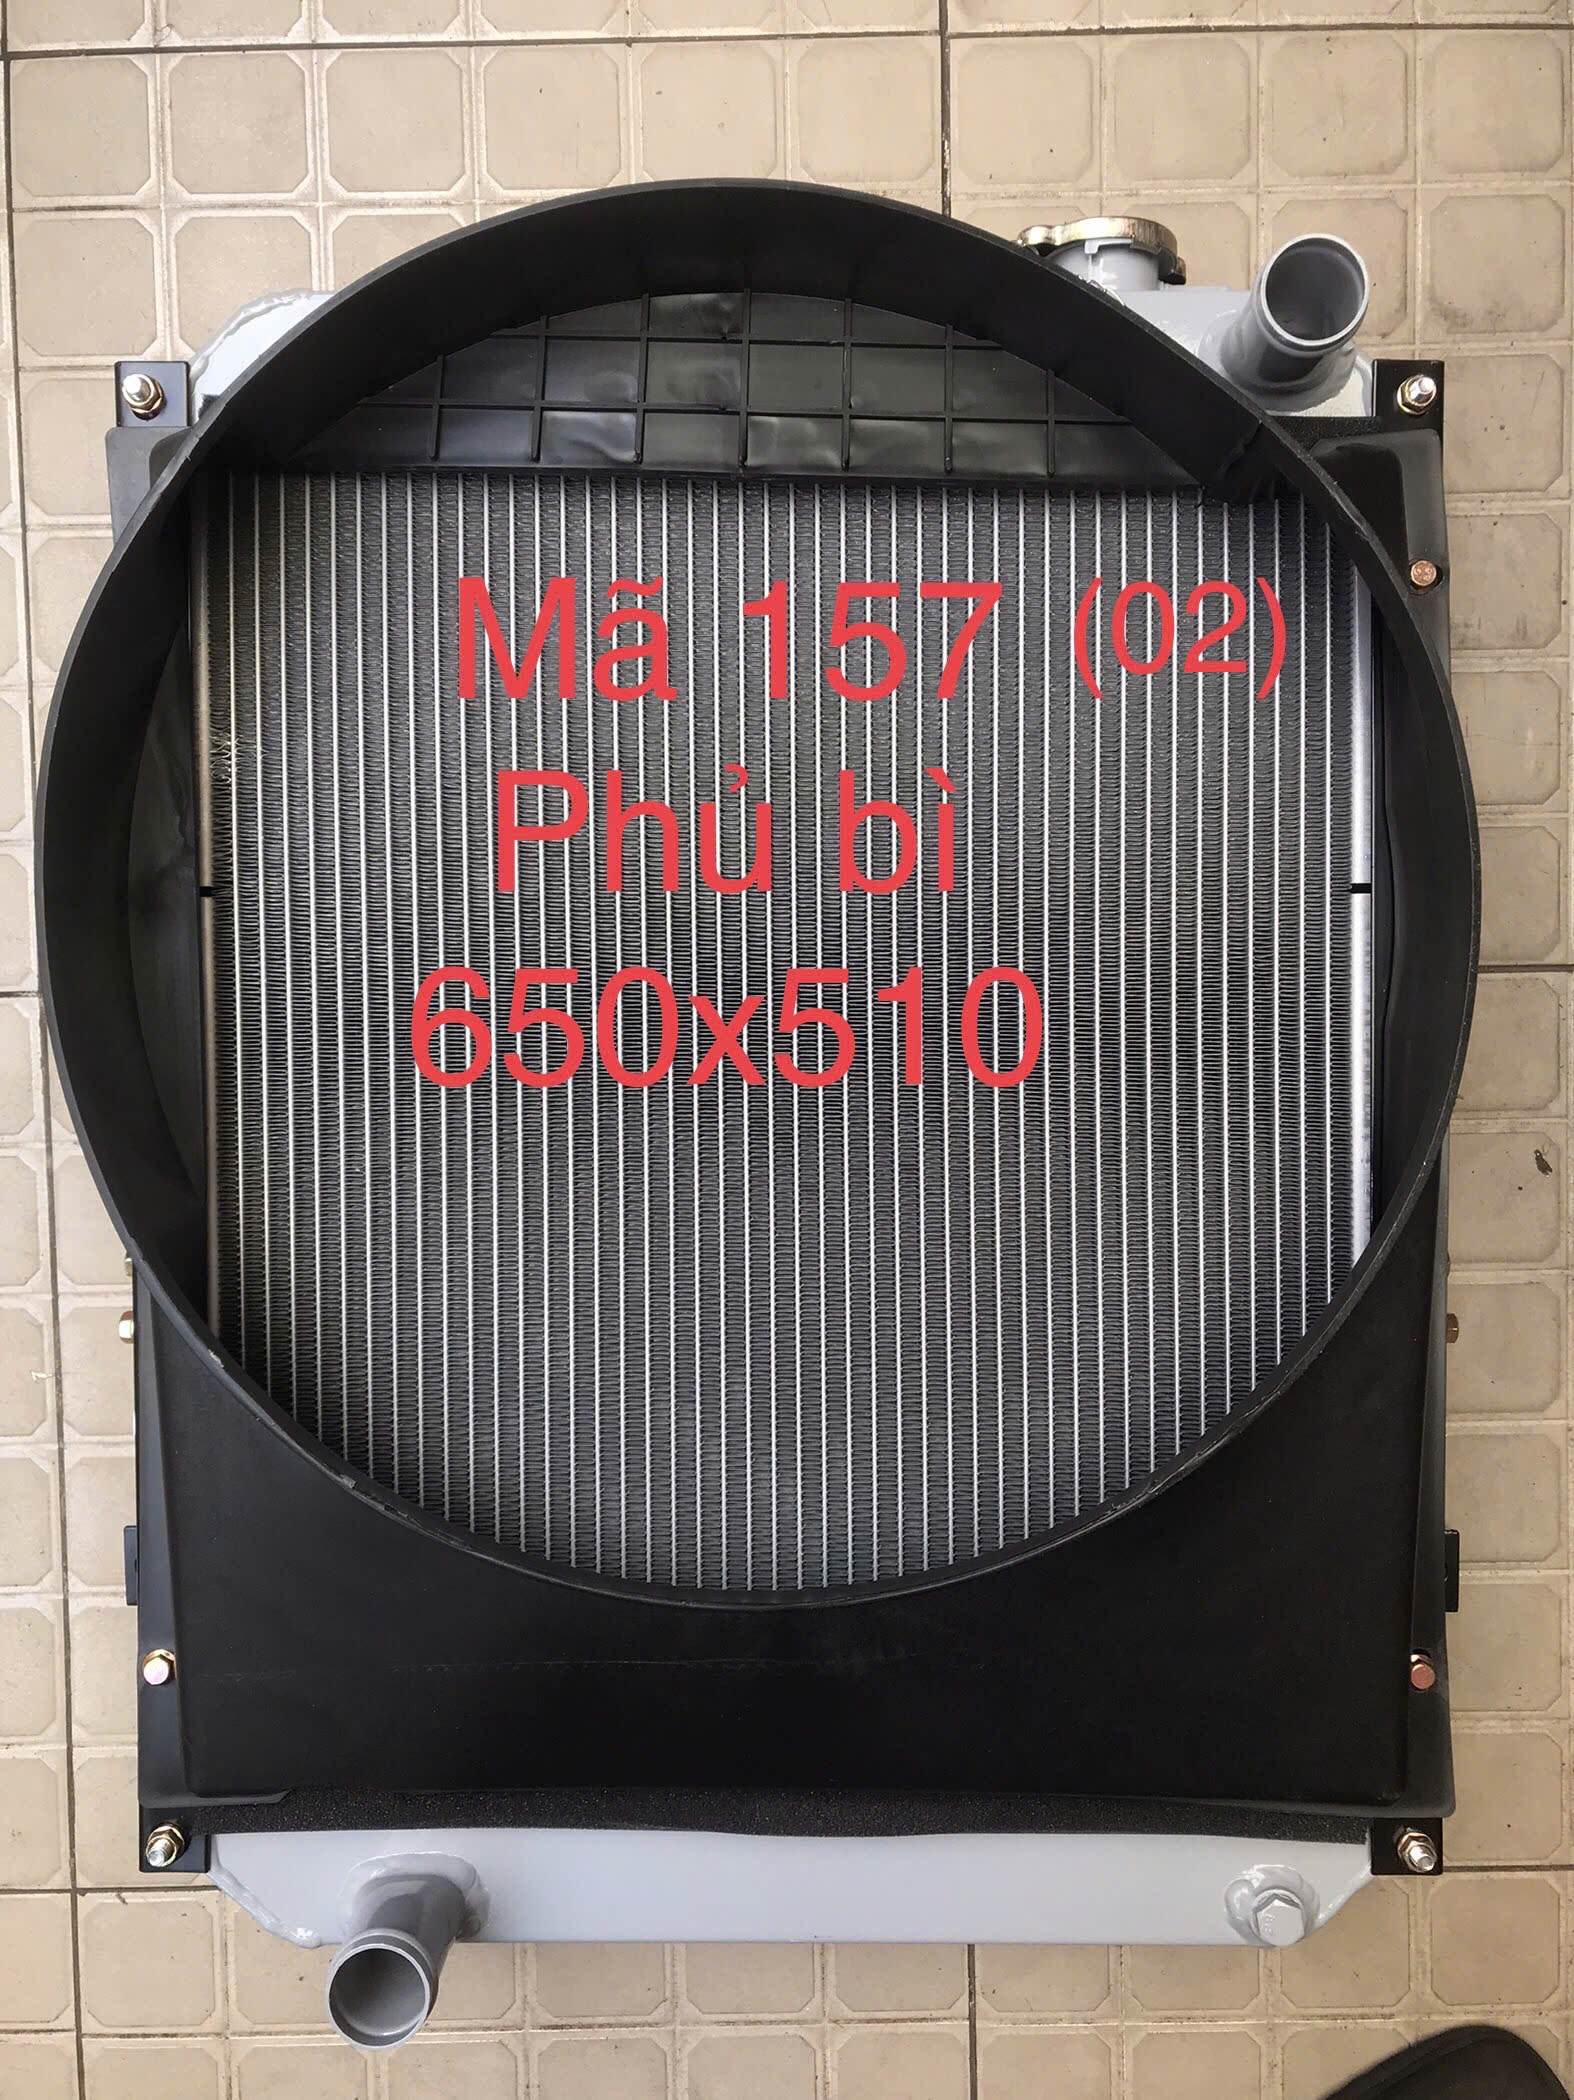 Mã 157 (02)
Phủ bì
650x510